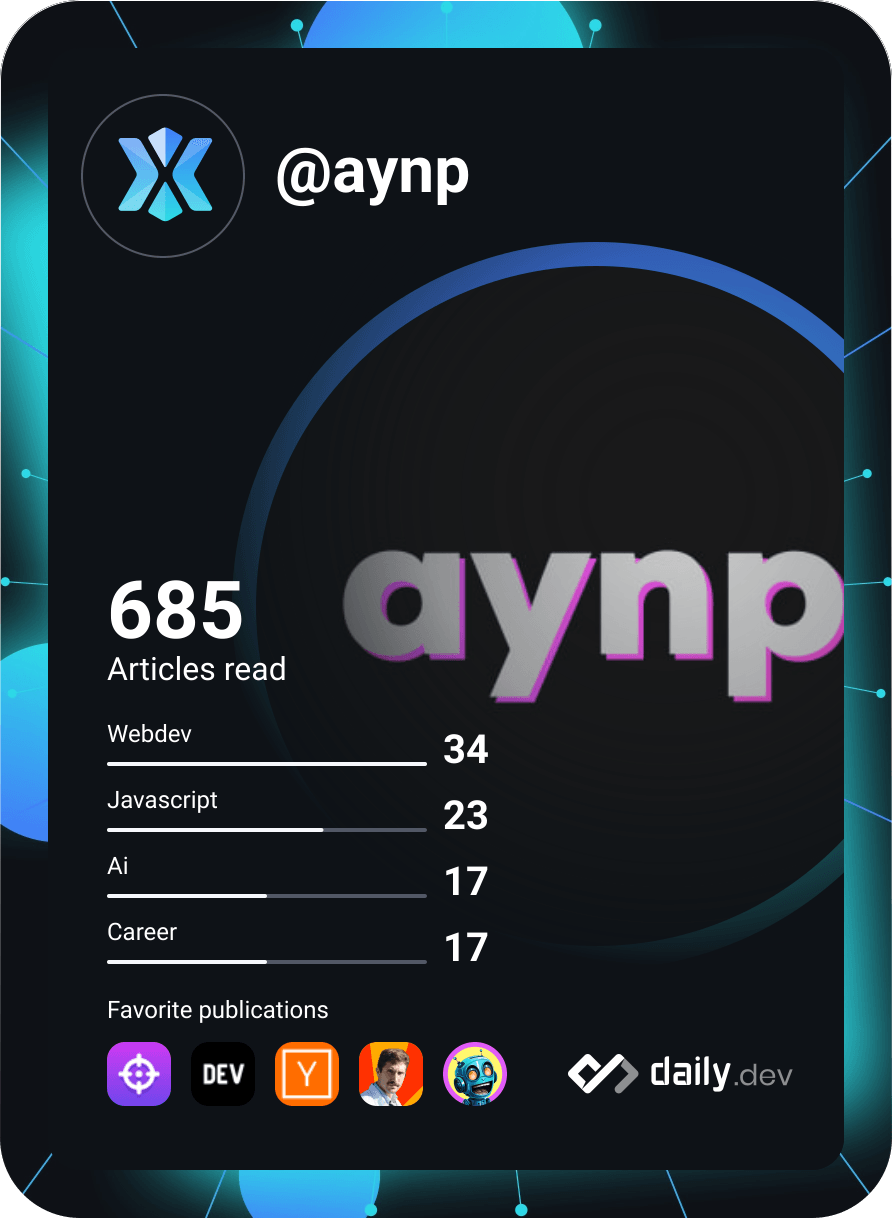 @aynp
aynp
685
Articles read
Webdev
34
Javascript
23
Ai
17
Career
17
Favorite publications
DEV
Y
daily.dev